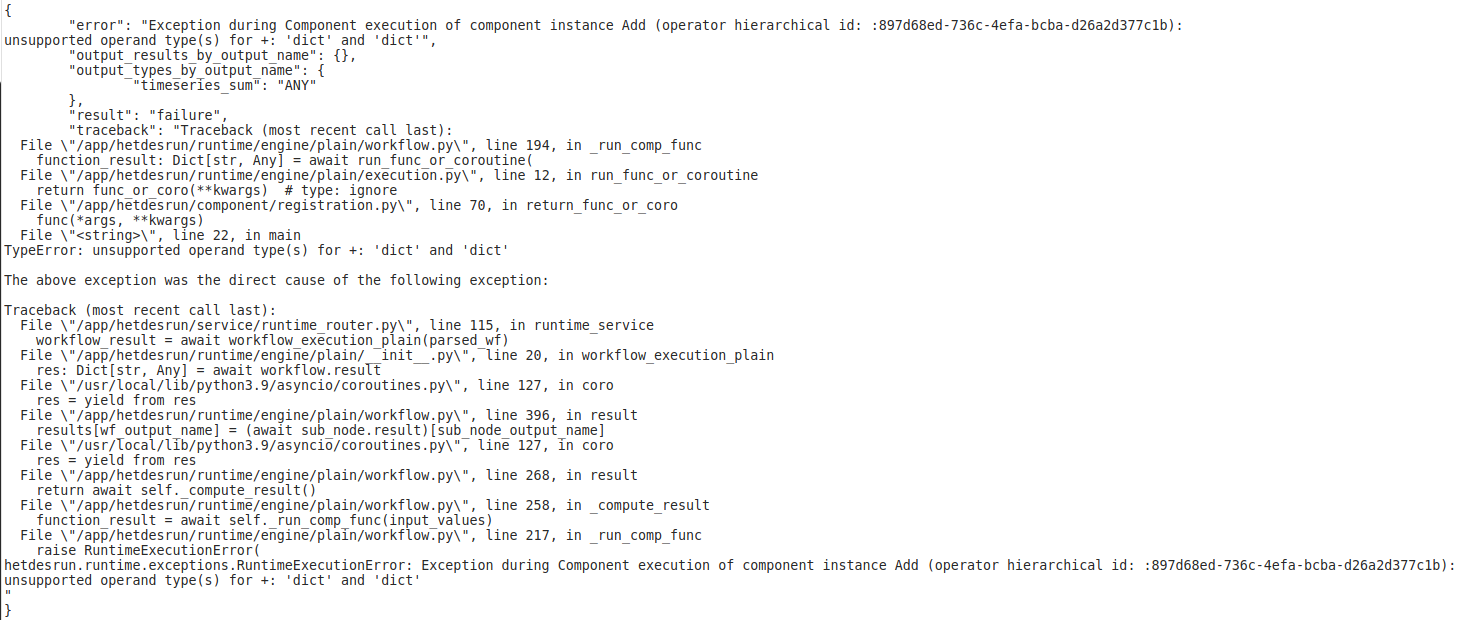 {
        "error": "Exception during Component execution of component instance Add (operator hierarchical id: :897d68ed-736c-4efa-bcba-d26a2d377c1b):
unsupported operand type(s) for +: 'dict' and 'dict'",
        "output_results_by_output_name": {},
        "output_types_by_output_name": {
                "timeseries_sum": "ANY"
        },
        "result": "failure",
        "traceback": "Traceback (most recent call last):
  File \"/app/hetdesrun/runtime/engine/plain/workflow.py\", line 194, in _run_comp_func
    function_result: Dict[str, Any] = await run_func_or_coroutine(
  File \"/app/hetdesrun/runtime/engine/plain/execution.py\", line 12, in run_func_or_coroutine
    return func_or_coro(**kwargs)  # type: ignore
  File \"/app/hetdesrun/component/registration.py\", line 70, in return_func_or_coro
    func(*args, **kwargs)
  File \"<string>\", line 22, in main
TypeError: unsupported operand type(s) for +: 'dict' and 'dict'

The above exception was the direct cause of the following exception:

Traceback (most recent call last):
  File \"/app/hetdesrun/service/runtime_router.py\", line 115, in runtime_service
    workflow_result = await workflow_execution_plain(parsed_wf)
  File \"/app/hetdesrun/runtime/engine/plain/__init__.py\", line 20, in workflow_execution_plain
    res: Dict[str, Any] = await workflow.result
  File \"/usr/local/lib/python3.9/asyncio/coroutines.py\", line 127, in coro
    res = yield from res
  File \"/app/hetdesrun/runtime/engine/plain/workflow.py\", line 396, in result
    results[wf_output_name] = (await sub_node.result)[sub_node_output_name]
  File \"/usr/local/lib/python3.9/asyncio/coroutines.py\", line 127, in coro
    res = yield from res
  File \"/app/hetdesrun/runtime/engine/plain/workflow.py\", line 268, in result
    return await self._compute_result()
  File \"/app/hetdesrun/runtime/engine/plain/workflow.py\", line 258, in _compute_result
    function_result = await self._run_comp_func(input_values)
  File \"/app/hetdesrun/runtime/engine/plain/workflow.py\", line 217, in _run_comp_func
    raise RuntimeExecutionError(
hetdesrun.runtime.exceptions.RuntimeExecutionError: Exception during Component execution of component instance Add (operator hierarchical id: :897d68ed-736c-4efa-bcba-d26a2d377c1b):
unsupported operand type(s) for +: 'dict' and 'dict'
"
}